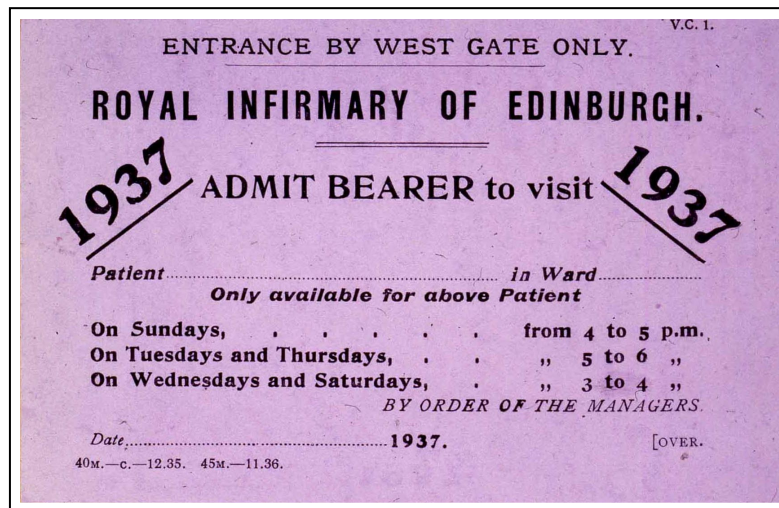 V.C. 1.
ENTRANCE BY WEST GATE ONLY.
ROYAL INFIRMARY OF EDINBURGH.
1937 ADMIT BEARER to visit 1937
Patient.......................................................... in Ward..................
Only available for above Patient
On Sundays, . . . . . from 4 to 5 p.m.
On Tuesdays and Thursdays, . . „ 5 to 6 „
On Wednesdays and Saturdays, . „ 3 to 4 „
BY ORDER OF THE MANAGERS.
Date.............................................1937. [OVER.
40M.—C.—12.35. 45M.—11.36.